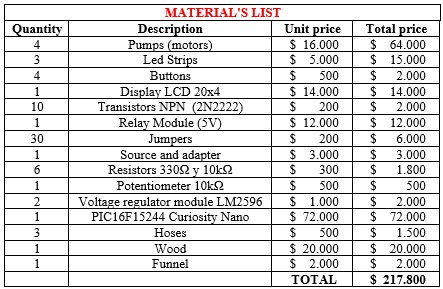 MATERIAL'S LIST
Quantity Description Unit price Total price
4 Pumps (motors) $ 16.000 $ 64.000
3 Led Strips $ 5.000 $ 15.000
4 Buttons $ 500 $ 2.000
1 Display LCD 20x4 $ 14.000 $ 14.000
10 Transistors NPN (2N2222) $ 200 $ 2.000
1 Relay Module (5V) $ 12.000 $ 12.000
30 Jumpers $ 200 $ 6.000
1 Source and adapter $ 3.000 $ 3.000
6 Resistors 330Ω y 10kΩ $ 300 $ 1.800
1 Potentiometer 10kΩ $ 500 $ 500
2 Voltage regulator module LM2596 $ 1.000 $ 2.000
1 PIC16F15244 Curiosity Nano $ 72.000 $ 72.000
3 Hoses $ 500 $ 1.500
1 Wood $ 20.000 $ 20.000
1 Funnel $ 2.000 $ 2.000
TOTAL $ 217.800